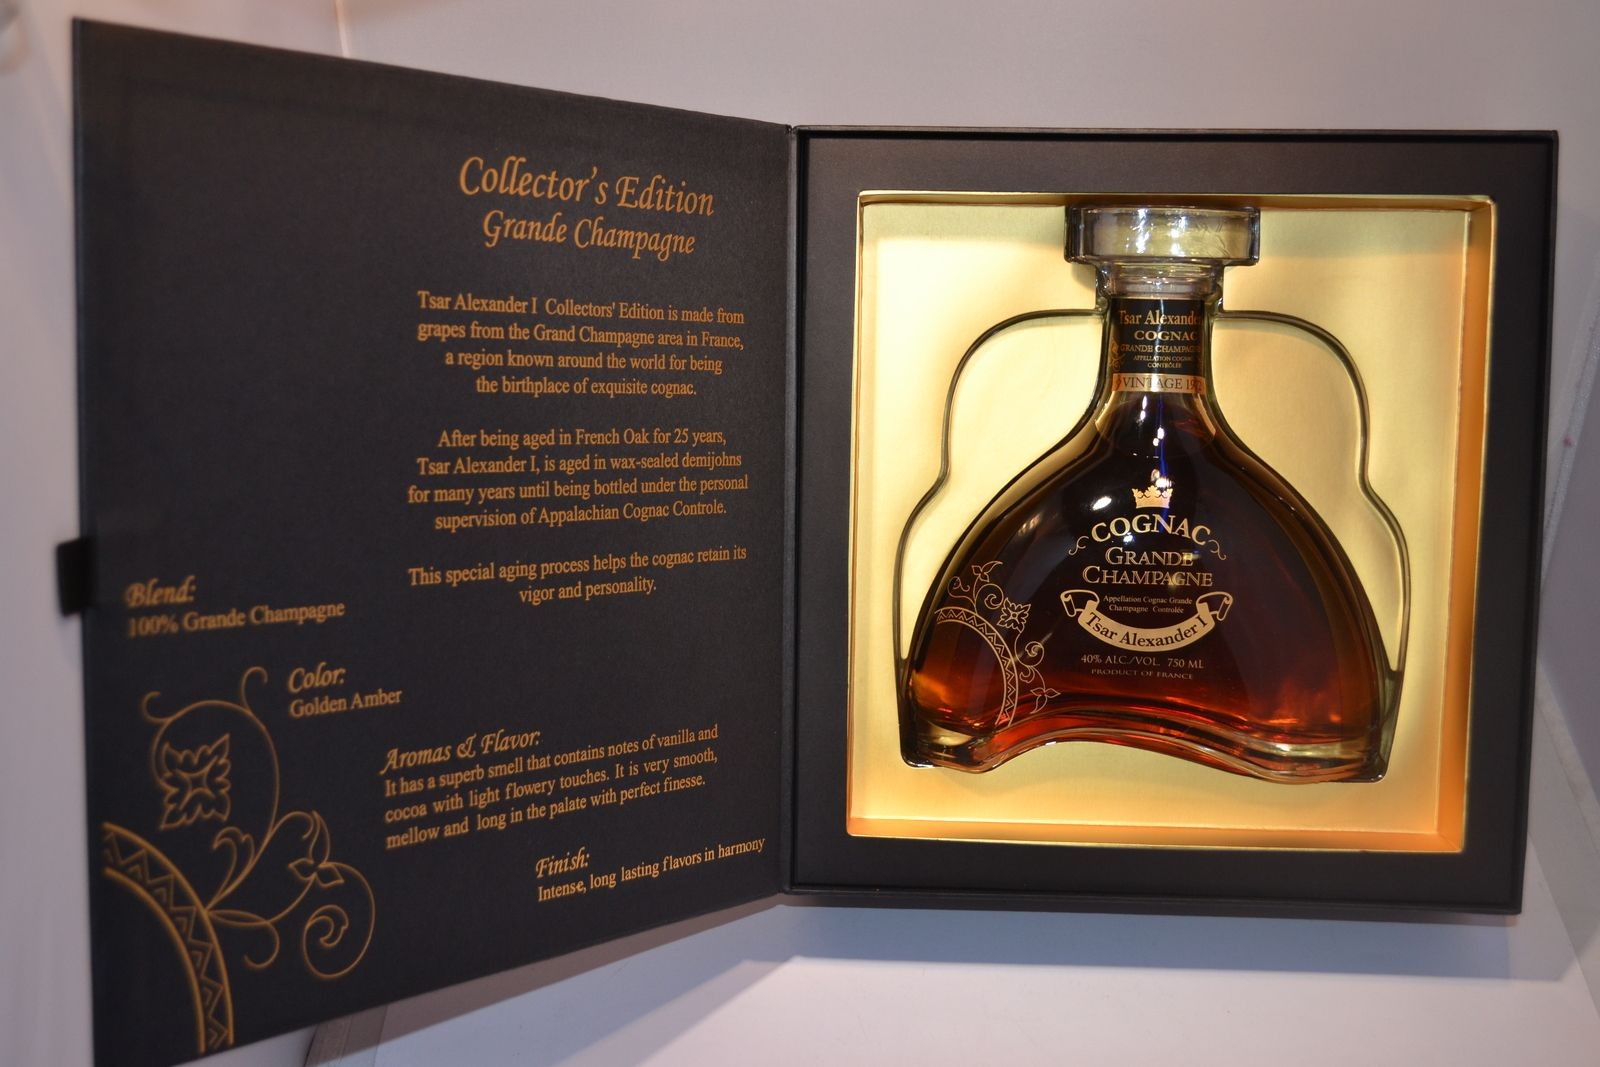 Collector's Edition
Grande Champagne
Tsar Alexander I Collectors' Edition is made from
grapes from the Grand Champagne area in France,
a region known around the world for being
the birthplace of exquisite cognac.
After being aged in French Oak for 25 years,
Tsar Alexander I, is aged in wax-sealed demijohns
for many years until being bottled under the personal
supervision of Appalachian Cognac Controle.
This special aging process helps the cognac retain its
vigor and personality.
Blend:
100% Grande Champagne
Color:
Golden Amber
Aromas & Flavor:
It has a superb smell that contains notes of vanilla and
cocoa with light flowery touches. It is very smooth,
mellow and long in the palate with perfect finesse.
Finish:
Intense, long lasting flavors in harmony
Tsar Alexander
COGNAC
GRANDE CHAMPAGNE
APPELLATION COGNAC
CONTRÔLÉE
VINTAGE
COGNAC
GRANDE
CHAMPAGNE
Appellation Cognac Grande
Champagne Controlée
Tsar Alexander I
40% ALC/VOL 750 ML
PRODUCT OF FRANCE